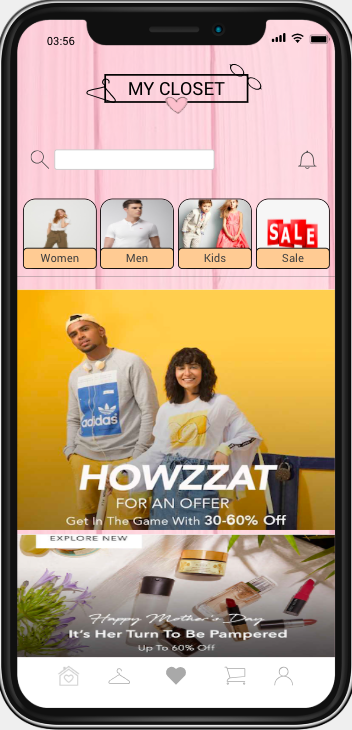 03:56
MY CLOSET
Women
Men
Kids
Sale
SALE
adidas
HOWZZAT
FOR AN OFFER
Get In The Game With 30-60% Off
EXPLORE NEW
Happy Mother's Day
It's Her Turn To Be Pampered
Up To 60% Off